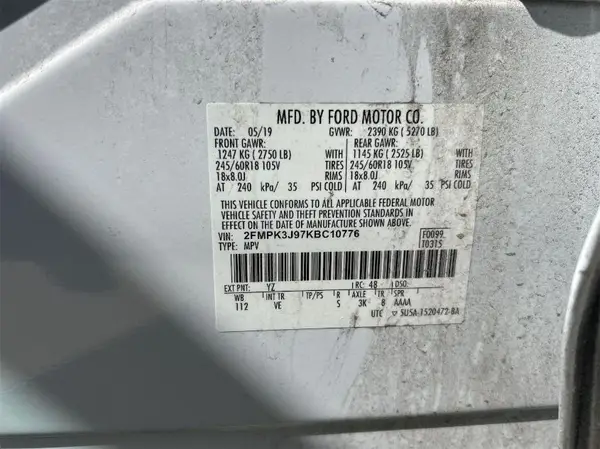 MFD. BY FORD MOTOR CO.
DATE: 05/19 GVWR: 2390 KG ( 5270 LB)
FRONT GAWR: REAR GAWR:
1247 KG ( 2750 LB) WITH 1145 KG ( 2525 LB) WITH
245/60R18 105V TIRES 245/60R18 105V TIRES
18x8.0J RIMS 18x8.0J RIMS
AT 240 kPa/ 35 PSI COLD AT 240 kPa/ 35 PSI COLD
THIS VEHICLE CONFORMS TO ALL APPLICABLE FEDERAL MOTOR
VEHICLE SAFETY AND THEFT PREVENTION STANDARDS IN
EFFECT ON THE DATE OF MANUFACTURE SHOWN ABOVE.
VIN: 2FMPK3J97KBC10776 F0099
TYPE: MPV T0315
EXT PNT: YZ RC: 48 DSO:
WB INT TR TP/PS R AXLE TR SPR
112 VE S 3K 8 AAAA
UTC ▽ 5U5A-1520472-BA